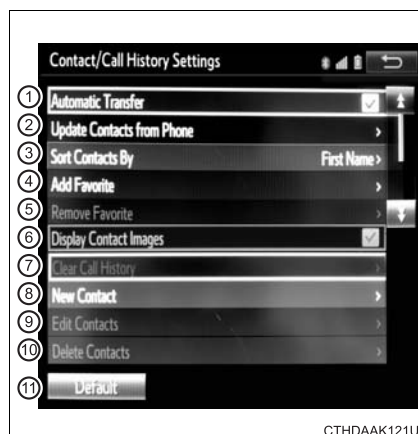 Contact/Call History Settings
1 Automatic Transfer
2 Update Contacts from Phone
3 Sort Contacts By First Name
4 Add Favorite
5 Remove Favorite
6 Display Contact Images
7 Clear Call History
8 New Contact
9 Edit Contacts
10 Delete Contacts
11 Default
CTHDAAK121U